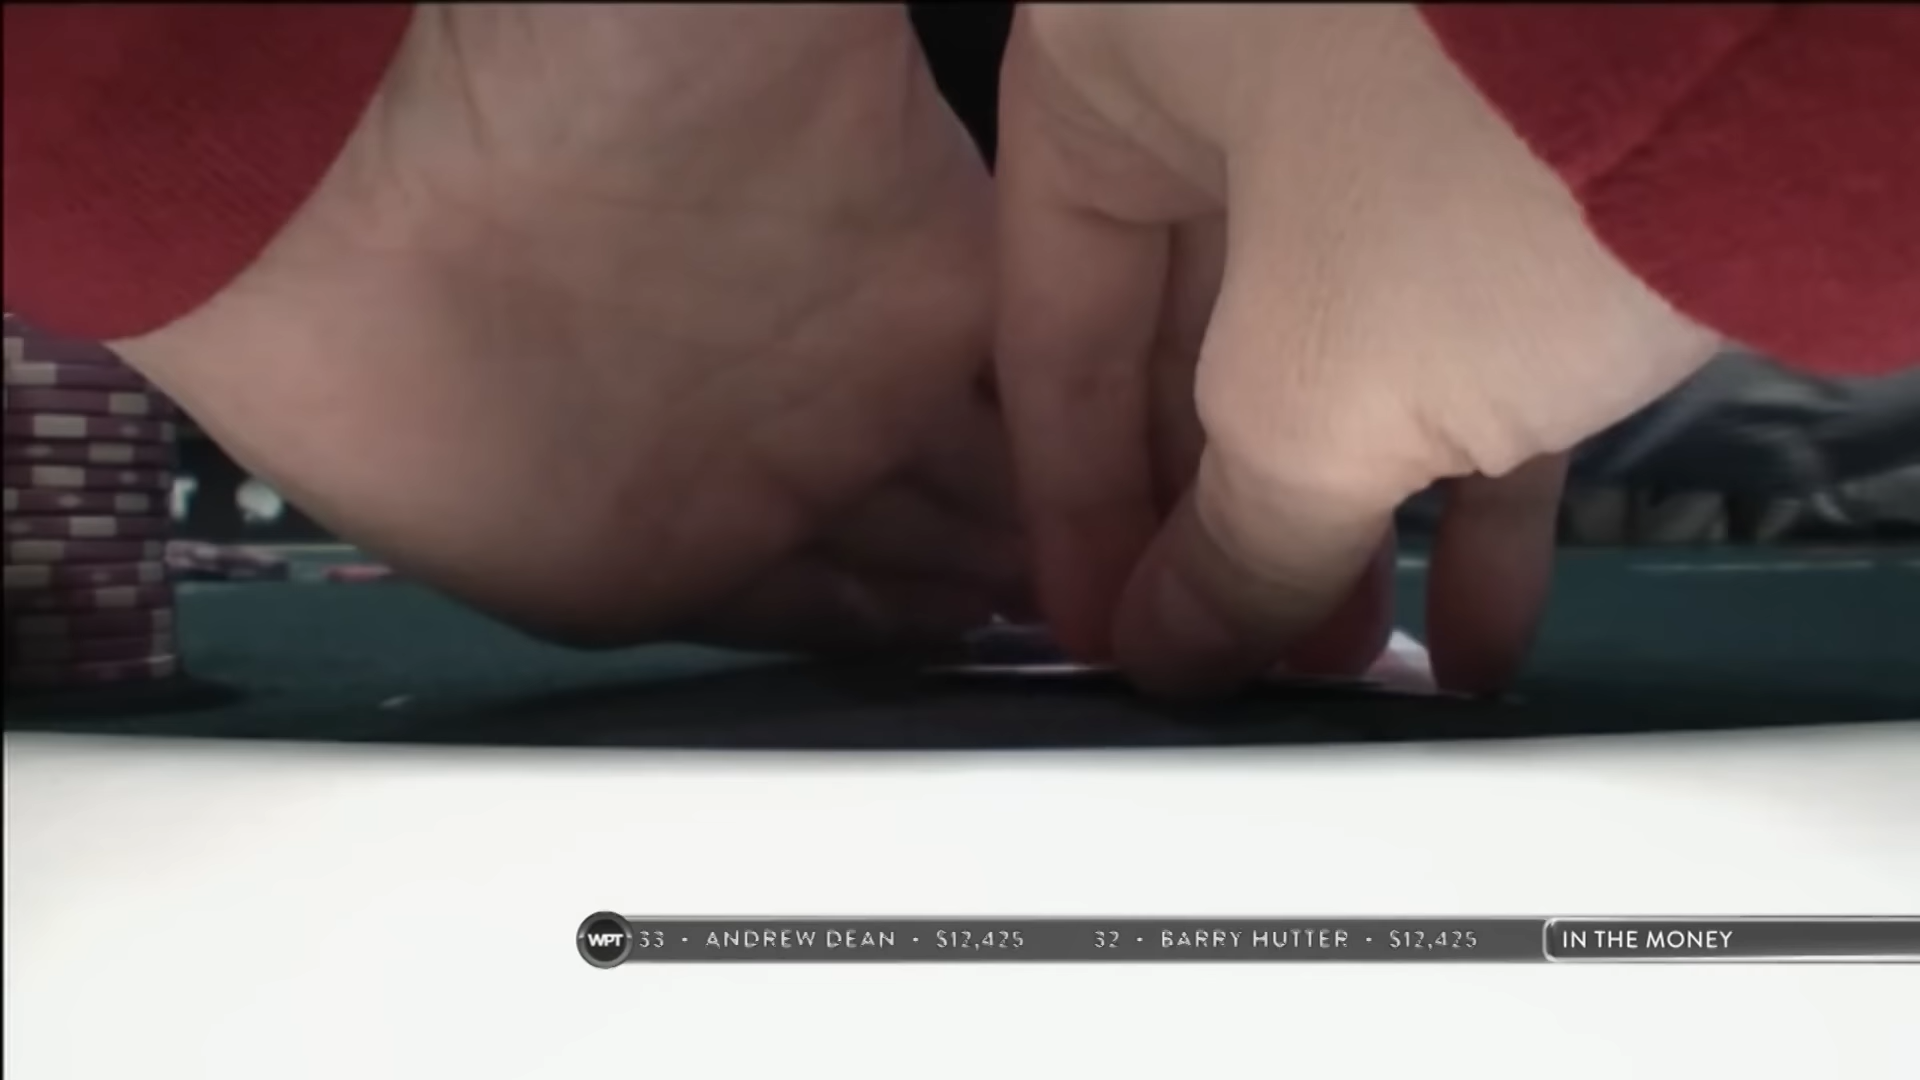 WPT 33 · ANDREW DEAN · $12,425 32 · BARRY HUTTER · $12,425 IN THE MONEY